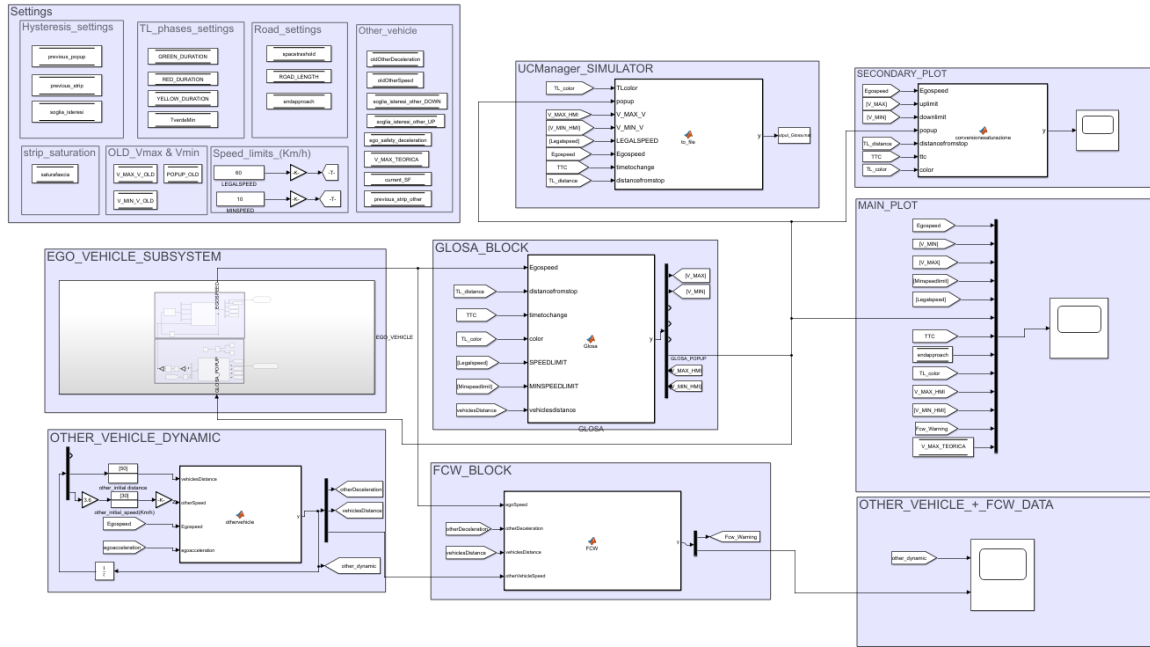 Settings
Hysteresis_settings
previous_popup
previous_strip
soglia_isteresi
TL_phases_settings
GREEN_DURATION
RED_DURATION
YELLOW_DURATION
TverdeMin
Road_settings
spacetreshold
ROAD_LENGTH
endapproach
Other_vehicle
oldOtherDeceleration
oldOtherSpeed
soglia_isteresi_other_DOWN
soglia_isteresi_other_UP
ego_safety_deceleration
V_MAX_TEORICA
current_SF
previous_strip_other
strip_saturation
saturafascia
OLD_Vmax & Vmin
V_MAX_V_OLD
POPUP_OLD
V_MIN_V_OLD
Speed_limits_(Km/h)
60
-K-
-T-
LEGALSPEED
10
-K-
-T-
MINSPEED
UCManager_SIMULATOR
TL_color
V_MAX_HMI
[V_MIN_HMI]
[Legalspeed]
Egospeed
TTC
TL_distance
TLcolor
popup
V_MAX_V
V_MIN_V
LEGALSPEED
Egospeed
timetochange
distancefromstop
to_file
y
SECONDARY_PLOT
Egospeed
[V_MAX]
[V_MIN]
TL_distance
TTC
TL_color
Egospeed
uplimit
downlimit
popup
distancefromstop
ttc
color
conversionesaturazione
y
MAIN_PLOT
Egospeed
[V_MIN]
[V_MAX]
[Minspeedlimit]
[Legalspeed]
TTC
endapproach
TL_color
V_MAX_HMI
[V_MIN_HMI]
Fcw_Warning
V_MAX_TEORICA
EGO_VEHICLE_SUBSYSTEM
EGOSPEED
GLOSA_POPUP
EGO_VEHICLE
GLOSA_BLOCK
TL_distance
TTC
TL_color
[Legalspeed]
[Minspeedlimit]
vehiclesDistance
Egospeed
distancefromstop
timetochange
color
SPEEDLIMIT
MINSPEEDLIMIT
vehiclesdistance
Glosa
y
GLOSA
[V_MAX]
[V_MIN]
GLOSA_POPUP
V_MAX_HMI
[V_MIN_HMI]
OTHER_VEHICLE_DYNAMIC
[50]
other_initial distance
3.6
[30]
-K-
other_initial_speed(Km/h)
Egospeed
egoacceleration
vehiclesDistance
otherSpeed
Egospeed
egoacceleration
othervehicle
y
otherDeceleration
vehiclesDistance
other_dynamic
FCW_BLOCK
otherDeceleration
vehiclesDistance
egoSpeed
otherDeceleration
vehiclesDistance
otherVehicleSpeed
FCW
Fcw_Warning
OTHER_VEHICLE_+_FCW_DATA
other_dynamic